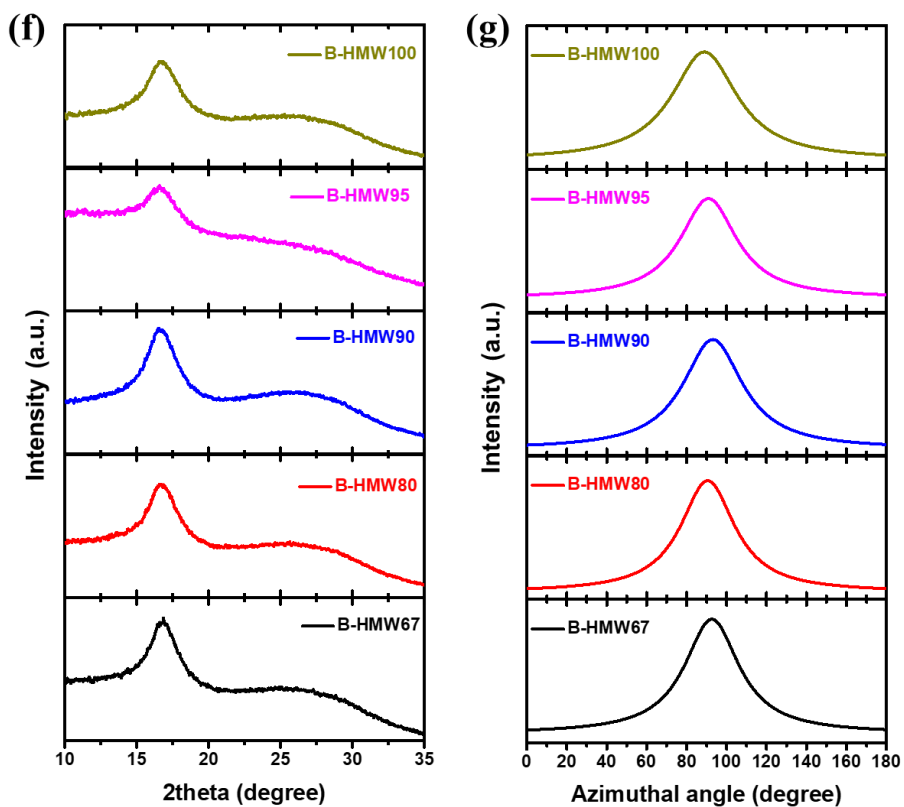 (f)
B-HMW100
B-HMW95
B-HMW90
B-HMW80
B-HMW67
Intensity (a.u.)
10 15 20 25 30 35
2theta (degree)
(g)
B-HMW100
B-HMW95
B-HMW90
B-HMW80
B-HMW67
Intensity (a.u.)
0 20 40 60 80 100 120 140 160 180
Azimuthal angle (degree)